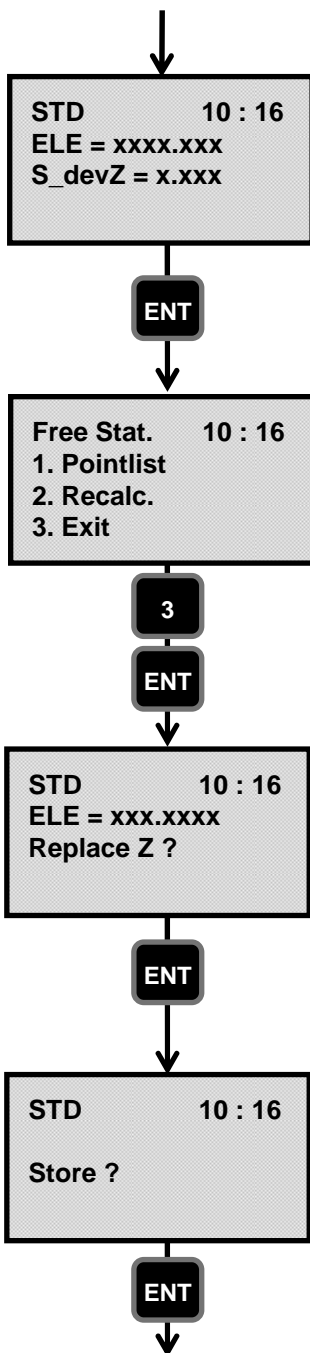 STD 10 : 16
ELE = xxxx.xxx
S_devZ = x.xxx
ENT
Free Stat. 10 : 16
1. Pointlist
2. Recalc.
3. Exit
3
ENT
STD 10 : 16
ELE = xxx.xxxx
Replace Z ?
ENT
STD 10 : 16
Store ?
ENT